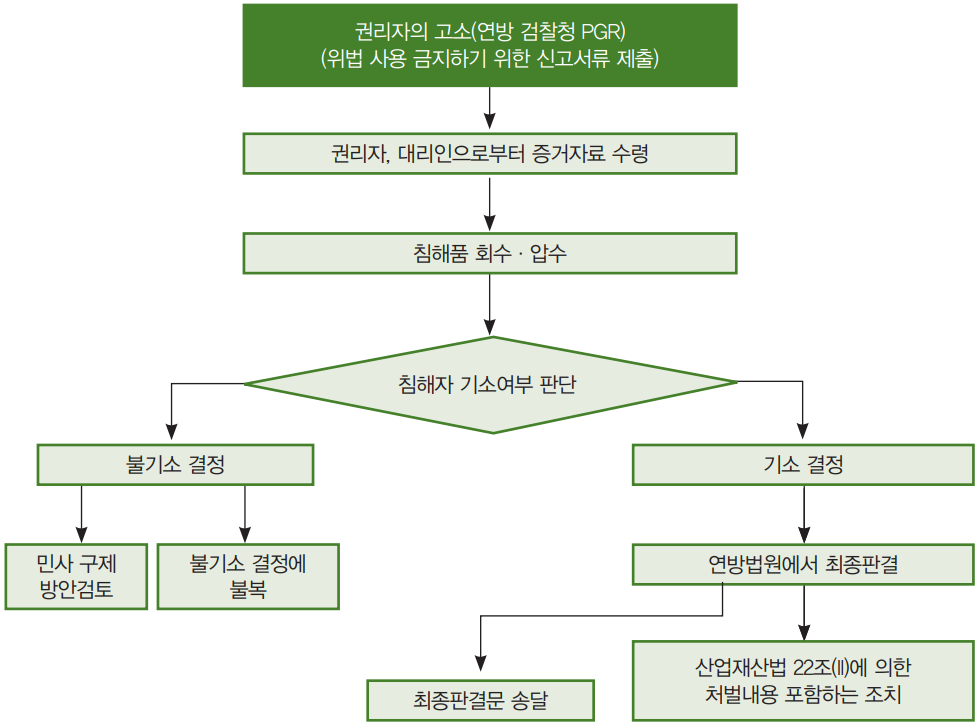 권리자의 고소(연방 검찰청 PGR)
(위법 사용 금지하기 위한 신고서류 제출)
권리자, 대리인으로부터 증거자료 수령
침해품 회수 · 압수
침해자 기소여부 판단
불기소 결정
기소 결정
민사 구제
방안검토
불기소 결정에
불복
연방법원에서 최종판결
산업재산법 22조(Ⅱ)에 의한
처벌내용 포함하는 조치
최종판결문 송달